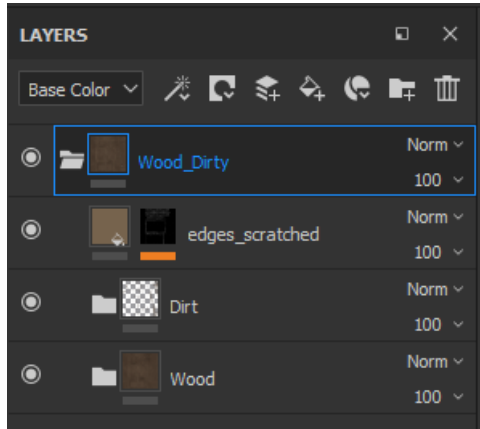 LAYERS
Base Color
Wood_Dirty
Norm
100
edges_scratched
Norm
100
Dirt
Norm
100
Wood
Norm
100